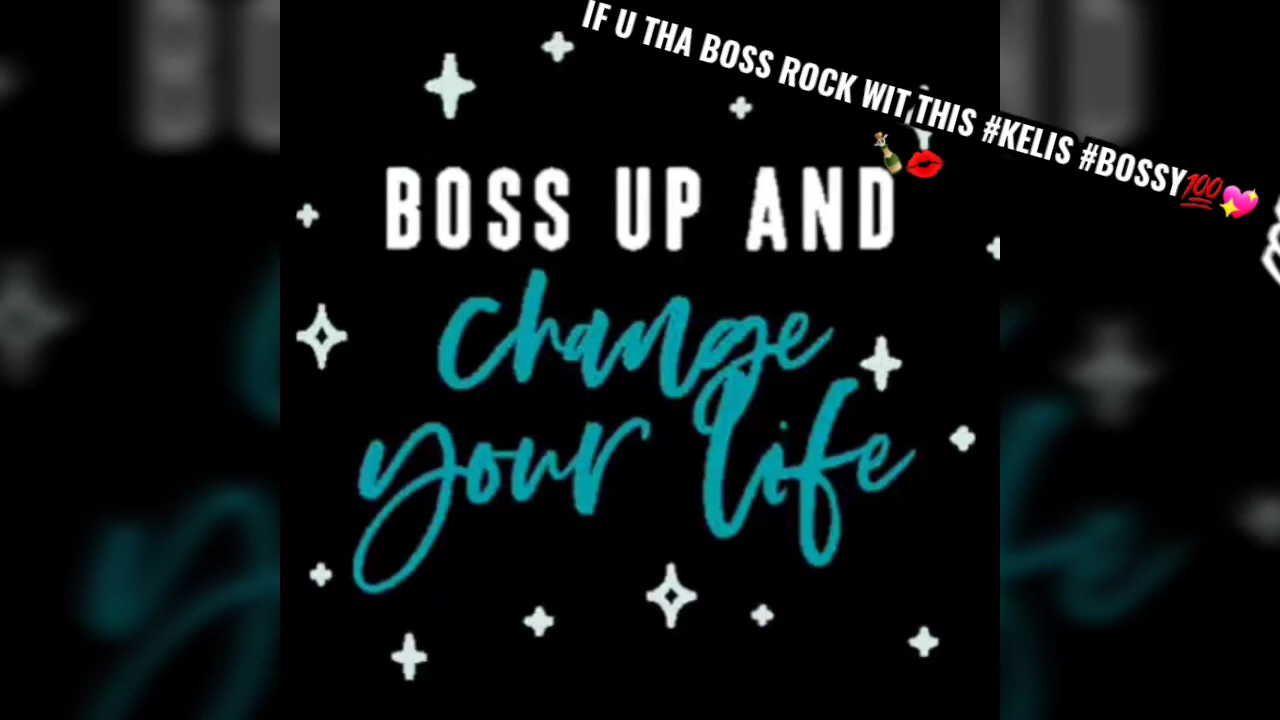 IF U THA BOSS ROCK WIT THIS #KELIS #BOSSY💯💖
🍾💋
BOSS UP AND
change
your life